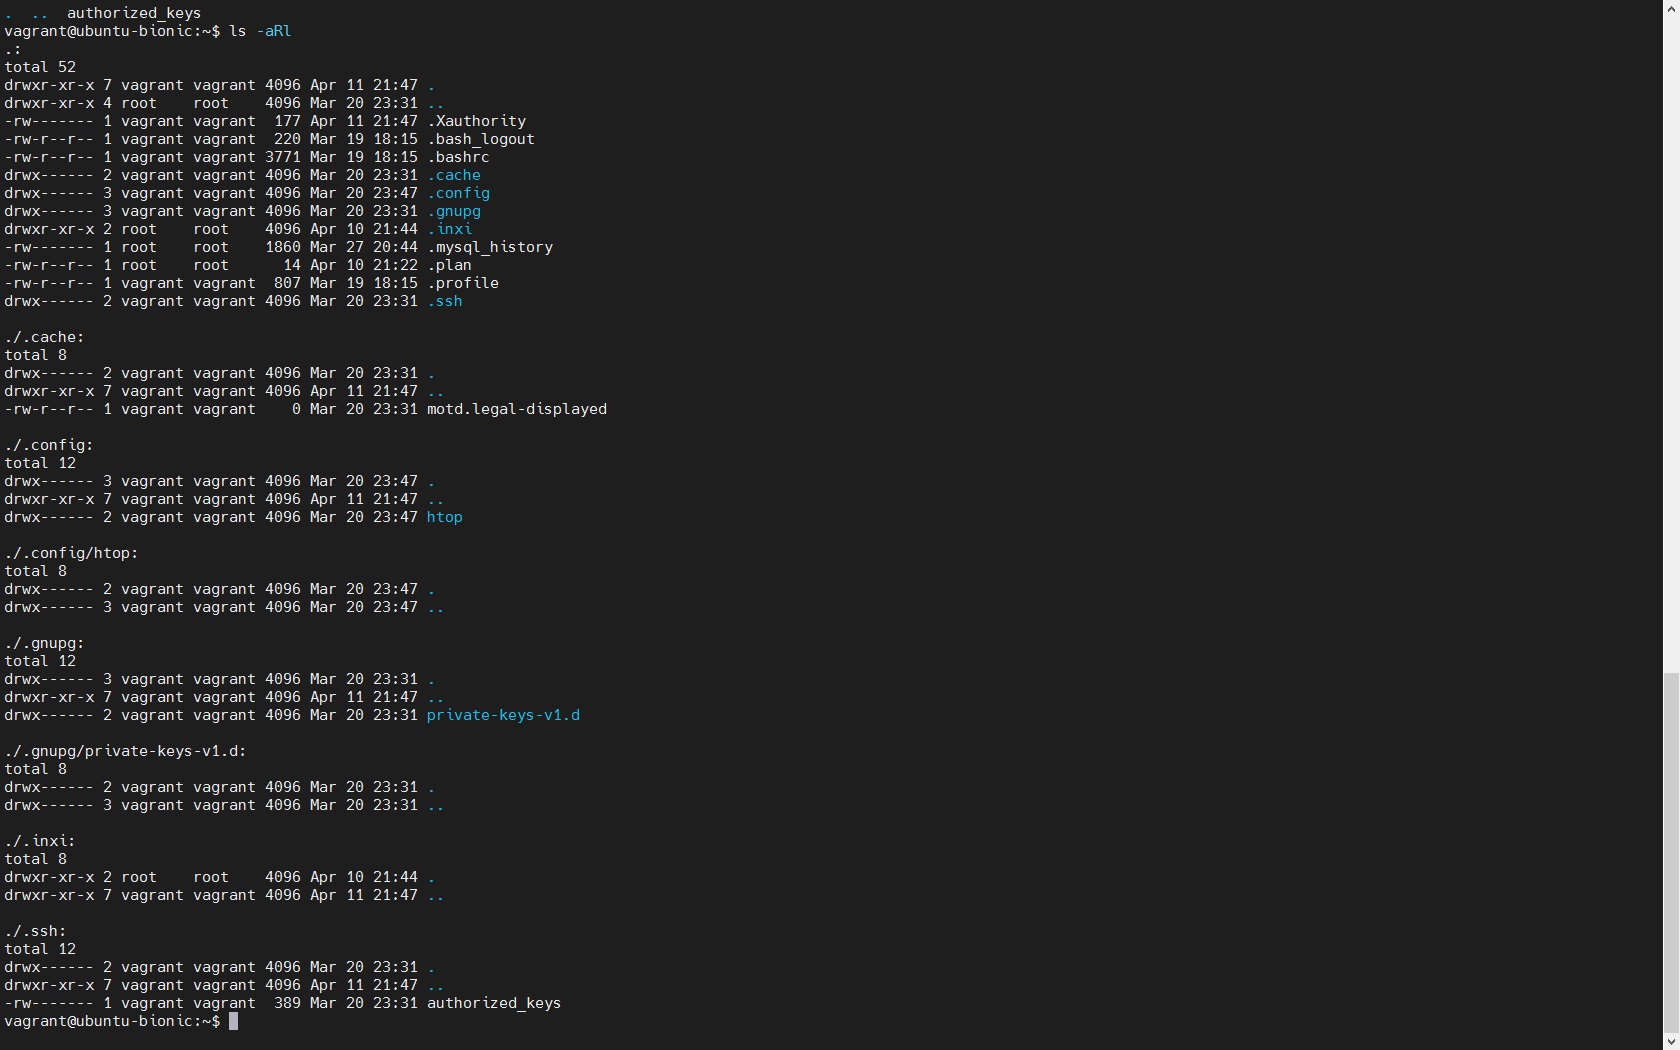 .  ..  authorized_keys
vagrant@ubuntu-bionic:~$ ls -aRl
.:
total 52
drwxr-xr-x 7 vagrant vagrant 4096 Apr 11 21:47 .
drwxr-xr-x 4 root    root    4096 Mar 20 23:31 ..
-rw------- 1 vagrant vagrant  177 Apr 11 21:47 .Xauthority
-rw-r--r-- 1 vagrant vagrant  220 Mar 19 18:15 .bash_logout
-rw-r--r-- 1 vagrant vagrant 3771 Mar 19 18:15 .bashrc
drwx------ 2 vagrant vagrant 4096 Mar 20 23:31 .cache
drwx------ 3 vagrant vagrant 4096 Mar 20 23:47 .config
drwx------ 3 vagrant vagrant 4096 Mar 20 23:31 .gnupg
drwxr-xr-x 2 root    root    4096 Apr 10 21:44 .inxi
-rw------- 1 root    root    1860 Mar 27 20:44 .mysql_history
-rw-r--r-- 1 root    root      14 Apr 10 21:22 .plan
-rw-r--r-- 1 vagrant vagrant  807 Mar 19 18:15 .profile
drwx------ 2 vagrant vagrant 4096 Mar 20 23:31 .ssh

./.cache:
total 8
drwx------ 2 vagrant vagrant 4096 Mar 20 23:31 .
drwxr-xr-x 7 vagrant vagrant 4096 Apr 11 21:47 ..
-rw-r--r-- 1 vagrant vagrant    0 Mar 20 23:31 motd.legal-displayed

./.config:
total 12
drwx------ 3 vagrant vagrant 4096 Mar 20 23:47 .
drwxr-xr-x 7 vagrant vagrant 4096 Apr 11 21:47 ..
drwx------ 2 vagrant vagrant 4096 Mar 20 23:47 htop

./.config/htop:
total 8
drwx------ 2 vagrant vagrant 4096 Mar 20 23:47 .
drwx------ 3 vagrant vagrant 4096 Mar 20 23:47 ..

./.gnupg:
total 12
drwx------ 3 vagrant vagrant 4096 Mar 20 23:31 .
drwxr-xr-x 7 vagrant vagrant 4096 Apr 11 21:47 ..
drwx------ 2 vagrant vagrant 4096 Mar 20 23:31 private-keys-v1.d

./.gnupg/private-keys-v1.d:
total 8
drwx------ 2 vagrant vagrant 4096 Mar 20 23:31 .
drwx------ 3 vagrant vagrant 4096 Mar 20 23:31 ..

./.inxi:
total 8
drwxr-xr-x 2 root    root    4096 Apr 10 21:44 .
drwxr-xr-x 7 vagrant vagrant 4096 Apr 11 21:47 ..

./.ssh:
total 12
drwx------ 2 vagrant vagrant 4096 Mar 20 23:31 .
drwxr-xr-x 7 vagrant vagrant 4096 Apr 11 21:47 ..
-rw------- 1 vagrant vagrant  389 Mar 20 23:31 authorized_keys
vagrant@ubuntu-bionic:~$